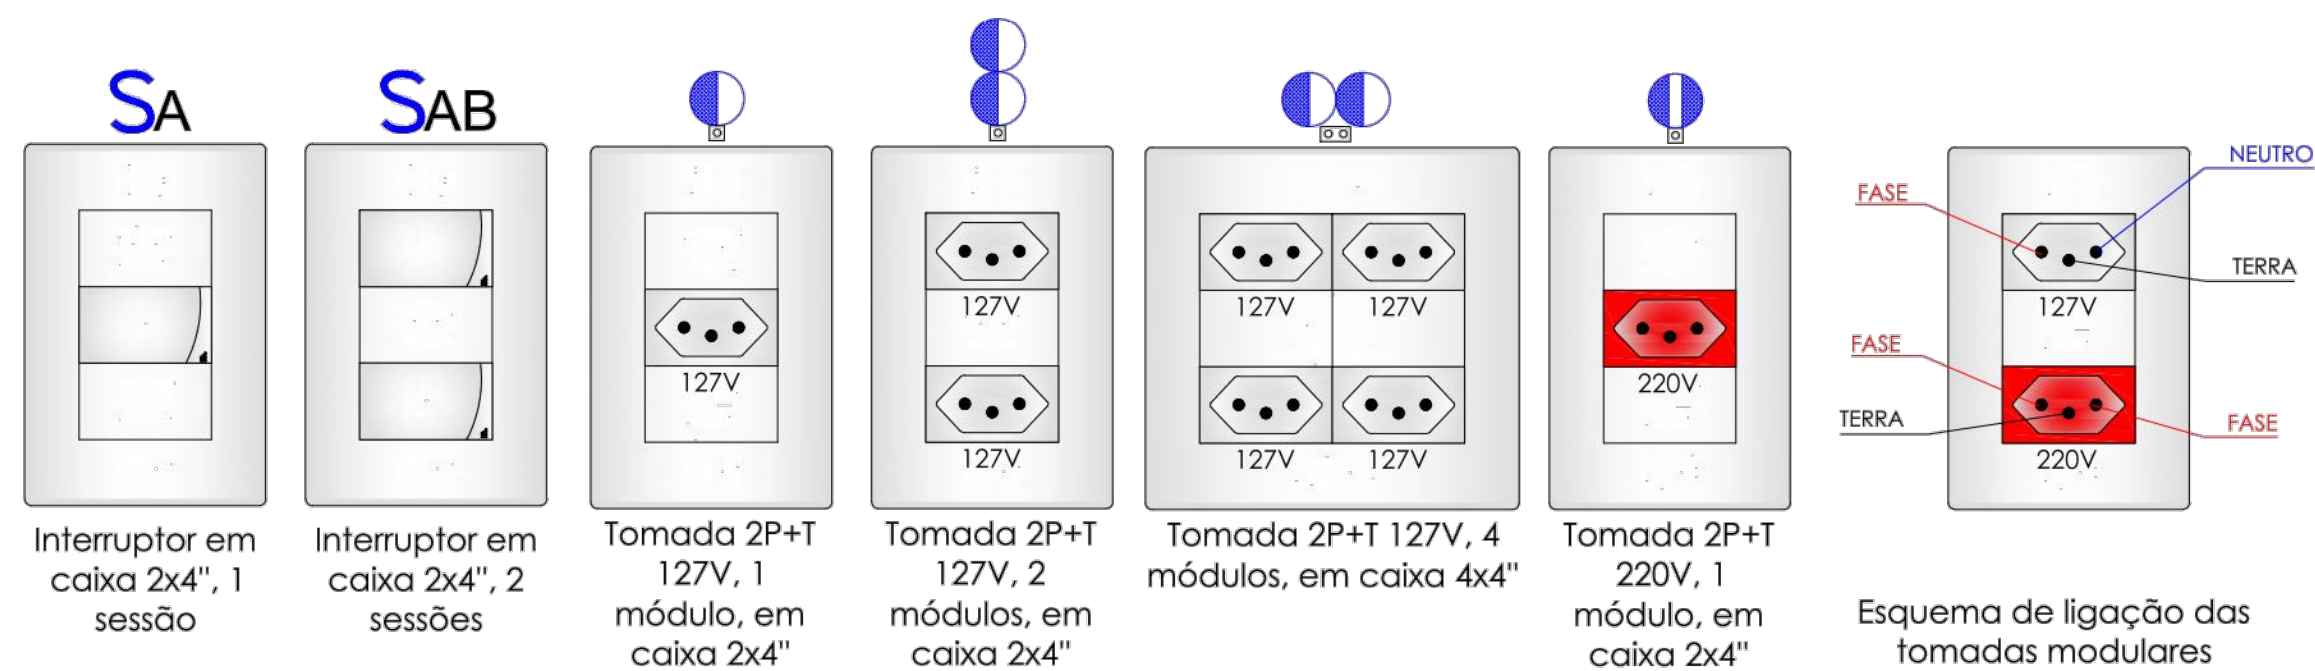 SA
Interruptor em
caixa 2x4", 1
sessão
SAB
Interruptor em
caixa 2x4", 2
sessões
127V
Tomada 2P+T
127V, 1
módulo, em
caixa 2x4"
127V
127V
Tomada 2P+T
127V, 2
módulos, em
caixa 2x4"
127V 127V
127V 127V
Tomada 2P+T 127V, 4
módulos, em caixa 4x4"
220V
Tomada 2P+T
220V, 1
módulo, em
caixa 2x4"
NEUTRO
FASE
TERRA
127V
FASE
TERRA
FASE
220V
Esquema de ligação das
tomadas modulares